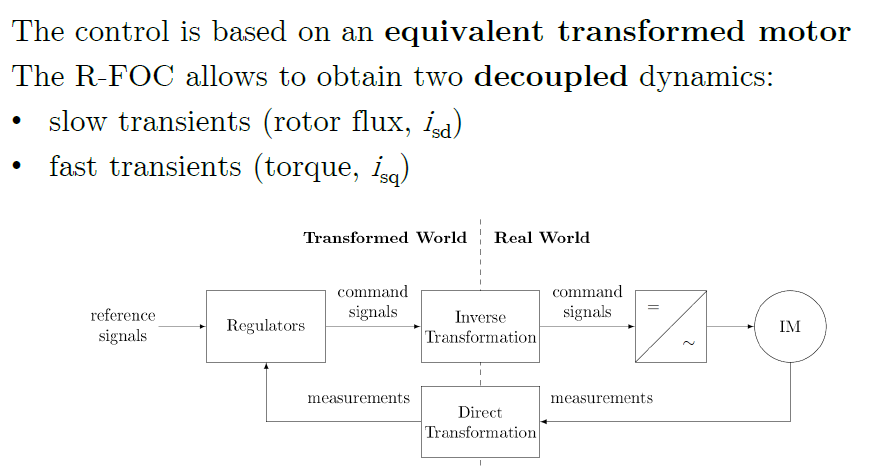 The control is based on an equivalent transformed motor
The R-FOC allows to obtain two decoupled dynamics:
• slow transients (rotor flux, isd)
• fast transients (torque, isq)
Transformed World
Real World
reference
signals
Regulators
command
signals
Inverse
Transformation
command
signals
=
~
IM
measurements
Direct
Transformation
measurements